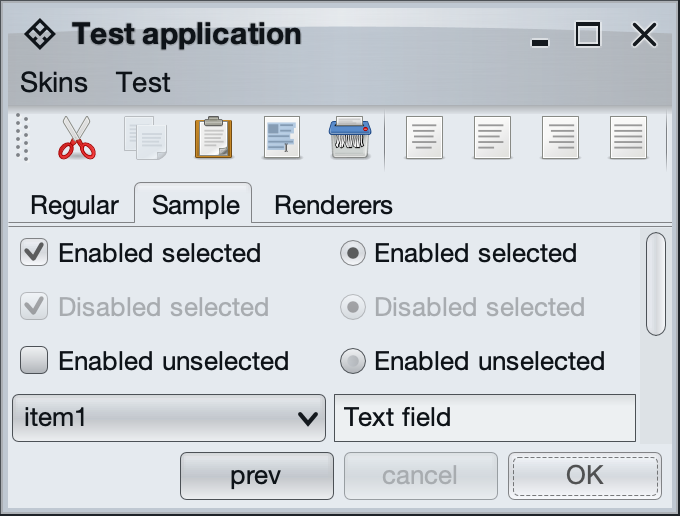 Test application
Skins Test
Regular Sample Renderers
Enabled selected Enabled selected
Disabled selected Disabled selected
Enabled unselected Enabled unselected
item1 Text field
prev cancel OK